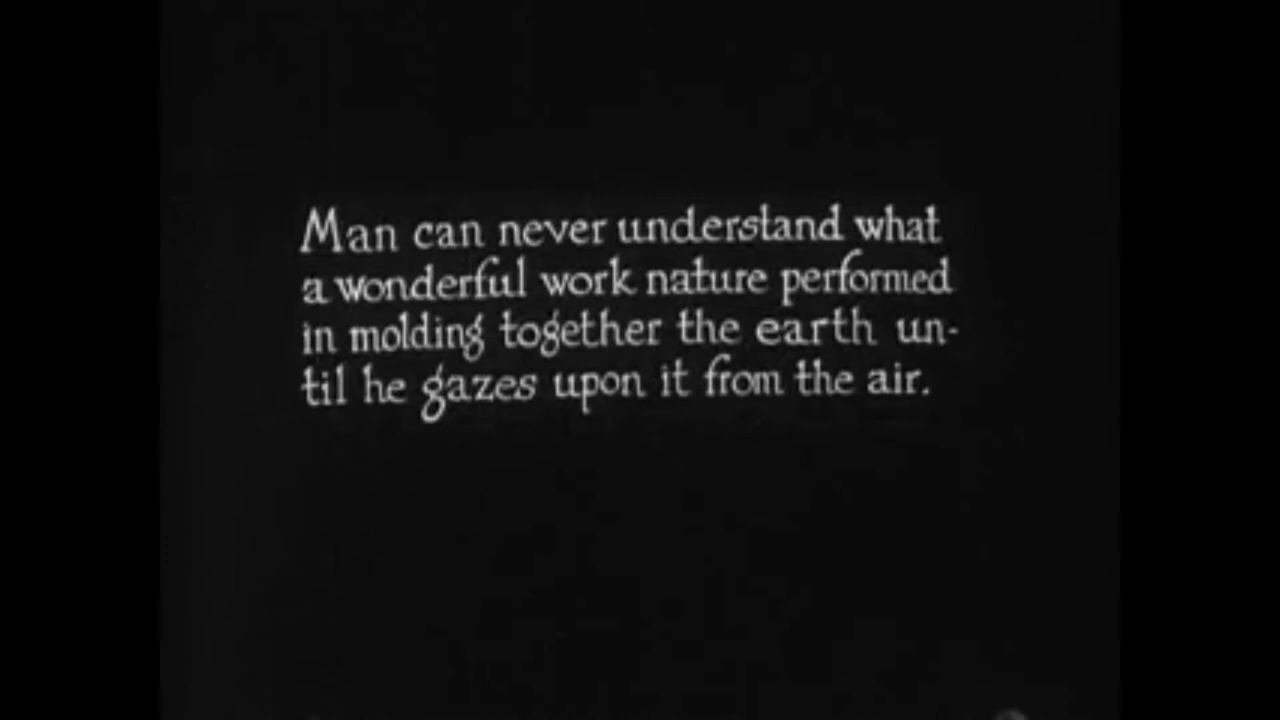 Man can never understand what
a wonderful work nature performed
in molding together the earth un-
til he gazes upon it from the air.